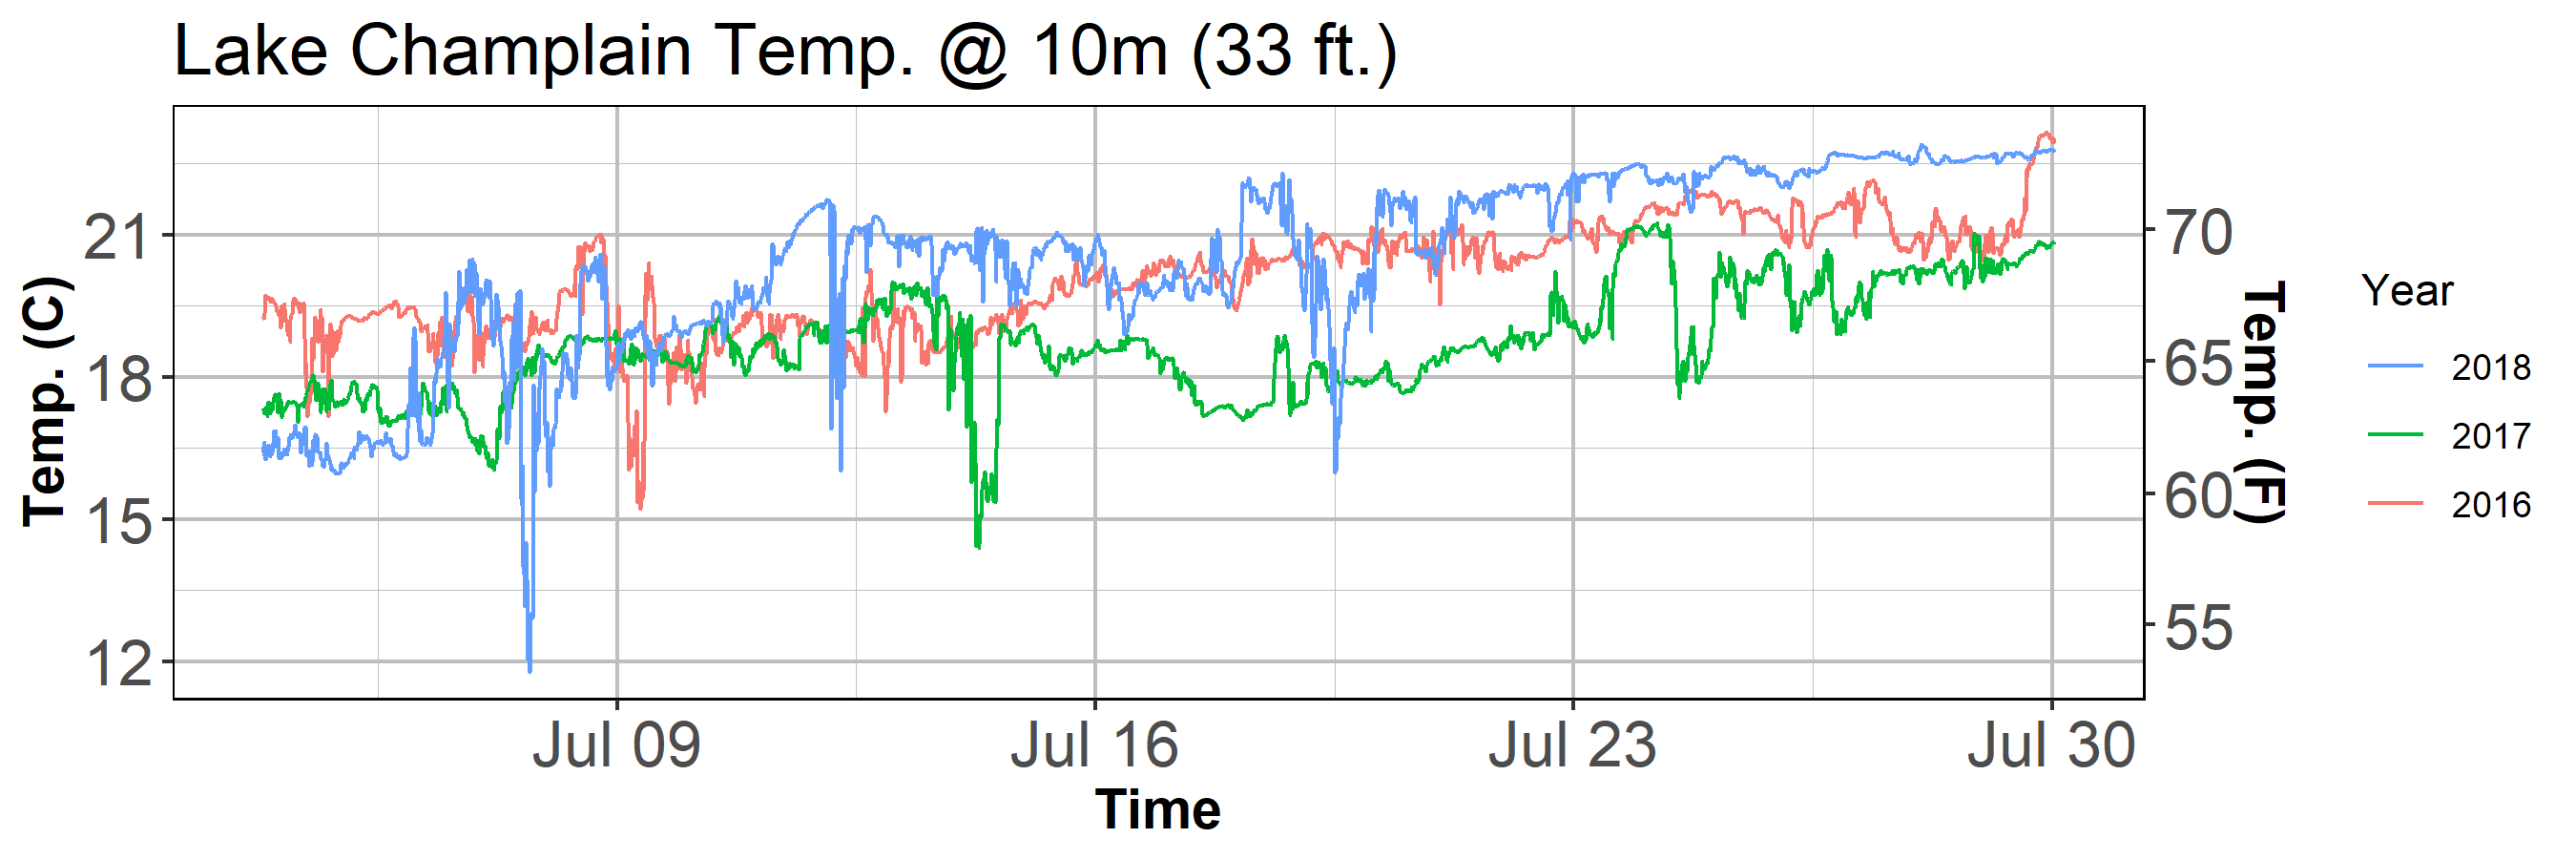 Lake Champlain Temp. @ 10m (33 ft.)
Temp. (C)
21
18
15
12
70
65
60
55
Temp. (F)
Jul 09
Jul 16
Jul 23
Jul 30
Time
Year
2018
2017
2016